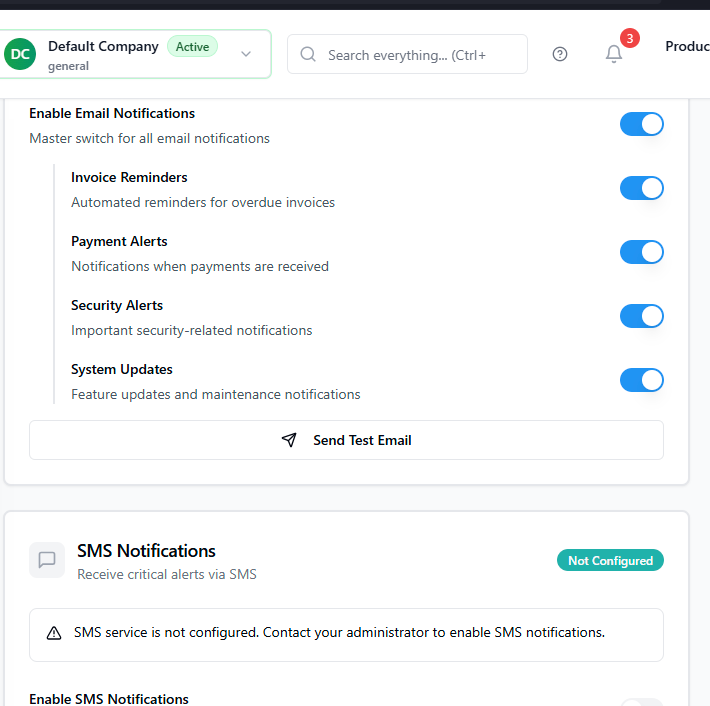 DC
Default Company
Active
general
Search everything... (Ctrl+
3
Produc
Enable Email Notifications
Master switch for all email notifications
Invoice Reminders
Automated reminders for overdue invoices
Payment Alerts
Notifications when payments are received
Security Alerts
Important security-related notifications
System Updates
Feature updates and maintenance notifications
Send Test Email
SMS Notifications
Receive critical alerts via SMS
Not Configured
SMS service is not configured. Contact your administrator to enable SMS notifications.
Enable SMS Notifications